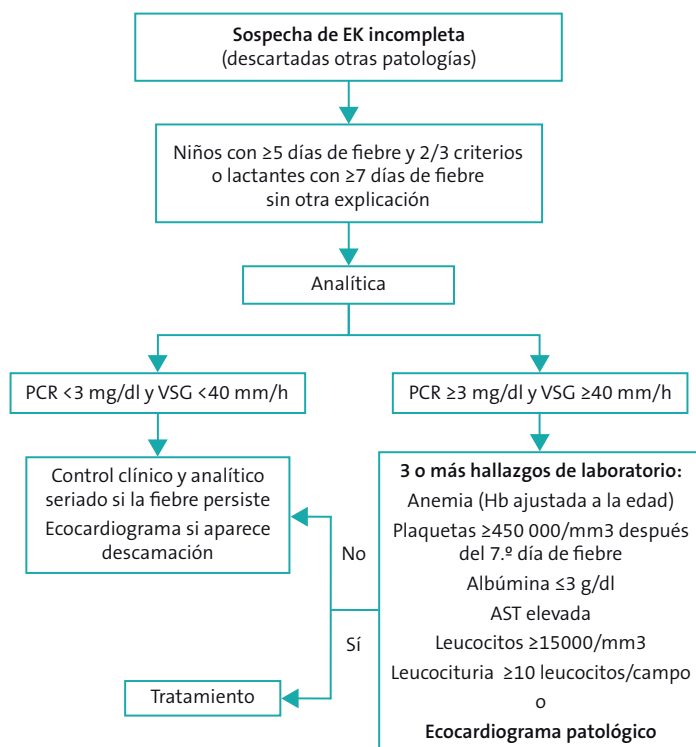 Sospecha de EK incompleta
(descartadas otras patologías)
Niños con ≥5 días de fiebre y 2/3 criterios
o lactantes con ≥7 días de fiebre
sin otra explicación
Analítica
PCR <3 mg/dl y VSG <40 mm/h
PCR ≥3 mg/dl y VSG ≥40 mm/h
Control clínico y analítico
seriado si la fiebre persiste
Ecocardiograma si aparece
descamación
No
Sí
Tratamiento
3 o más hallazgos de laboratorio:
Anemia (Hb ajustada a la edad)
Plaquetas ≥450 000/mm3 después
del 7.º día de fiebre
Albúmina ≤3 g/dl
AST elevada
Leucocitos ≥15000/mm3
Leucocituria ≥10 leucocitos/campo
o
Ecocardiograma patológico